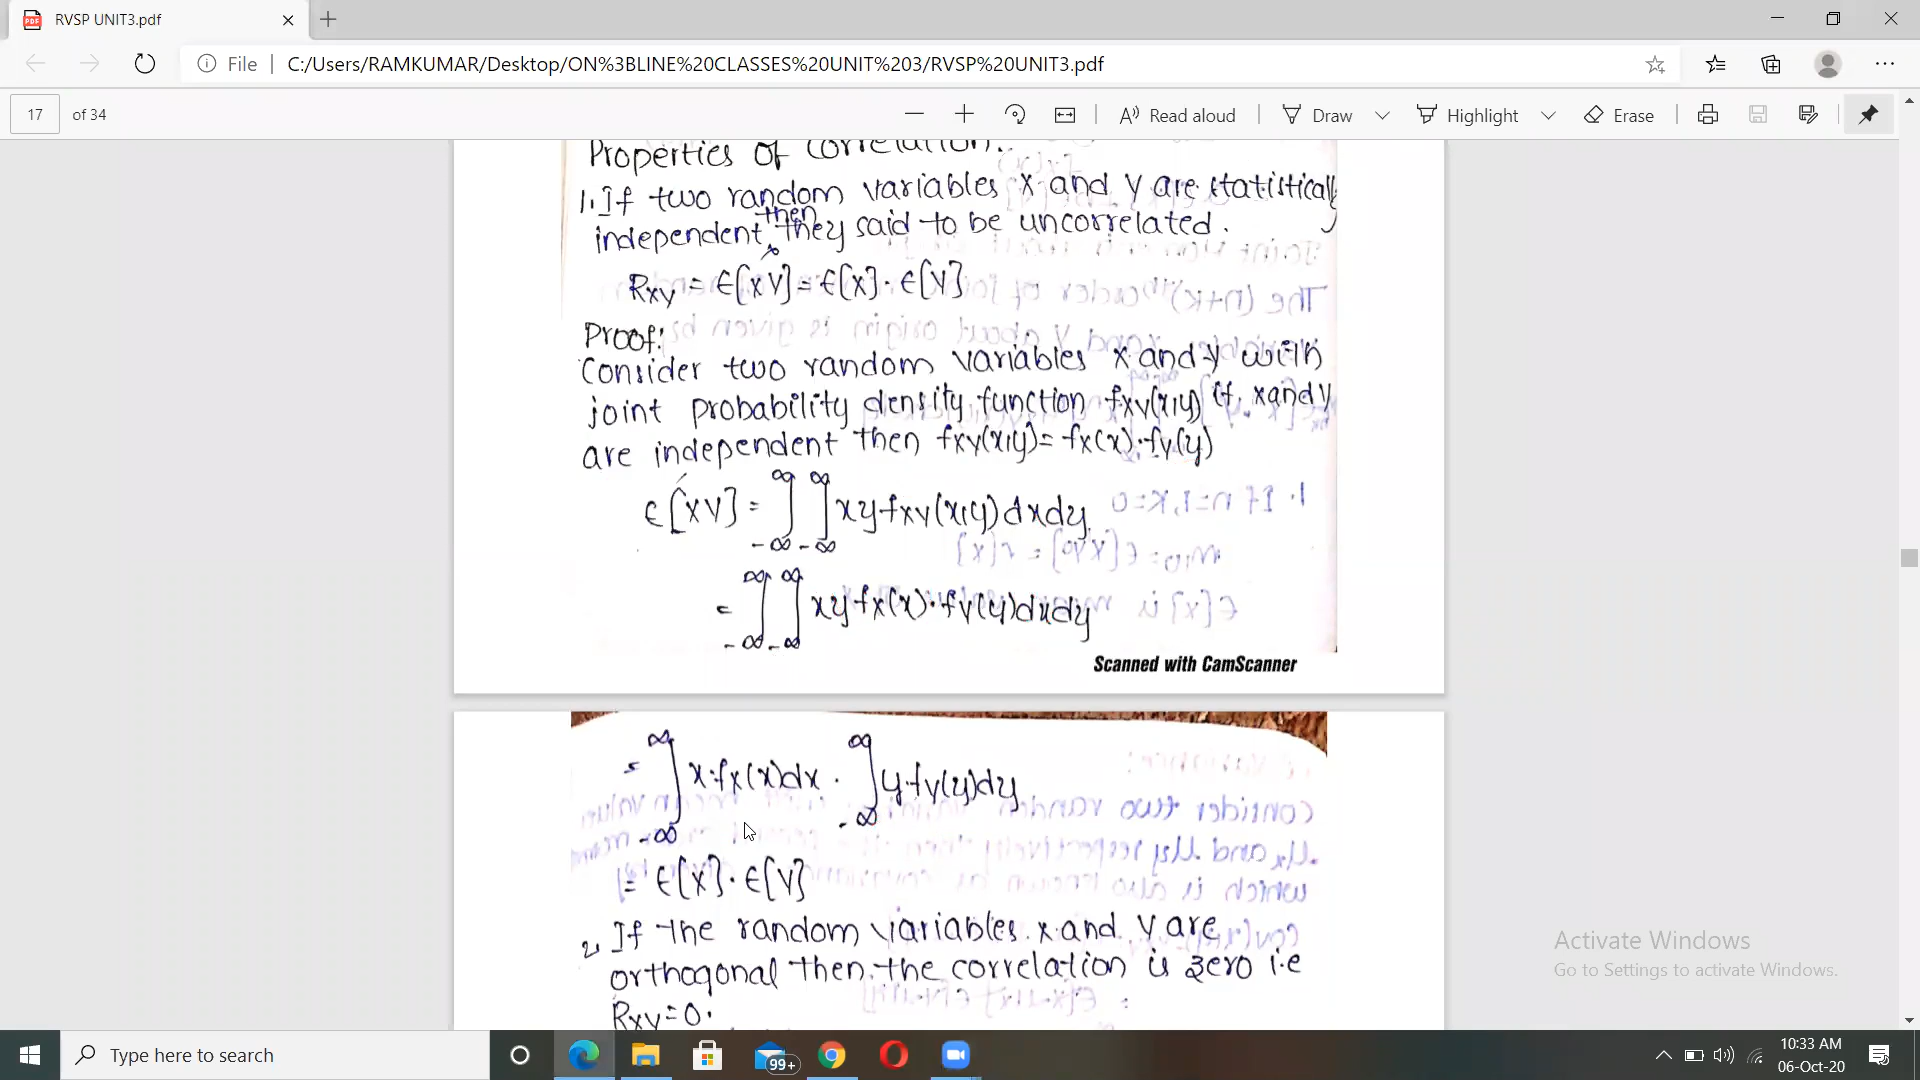 RVSP UNIT3.pdf
File | C:/Users/RAMKUMAR/Desktop/ON%3BLINE%20CLASSES%20UNIT%203/RVSP%20UNIT3.pdf
17 of 34
Read aloud Draw Highlight Erase
Properties of correlation:
1. If two random variables X and Y are statistically
independent, then they said to be uncorrelated.
Rxy = E[XY] = E[X] . E[Y]
Proof:
Consider two random variables X and Y with
joint probability density function fxy(x,y) if x and y
are independent then fxy(x,y) = fx(x).fy(y)
E[XY] = ∫-∞^∞ ∫-∞^∞ xy fxy(x,y) dx dy
= ∫-∞^∞ ∫-∞^∞ xy fx(x).fy(y) dx dy
Scanned with CamScanner
= ∫-∞^∞ x.fx(x)dx . ∫-∞^∞ y.fy(y)dy
= E[X] . E[Y]
2, If the random variables x and y are
orthogonal then the correlation is zero i.e
Rxy = 0.
Activate Windows
Go to Settings to activate Windows.
Type here to search
99+
10:33 AM
06-Oct-20